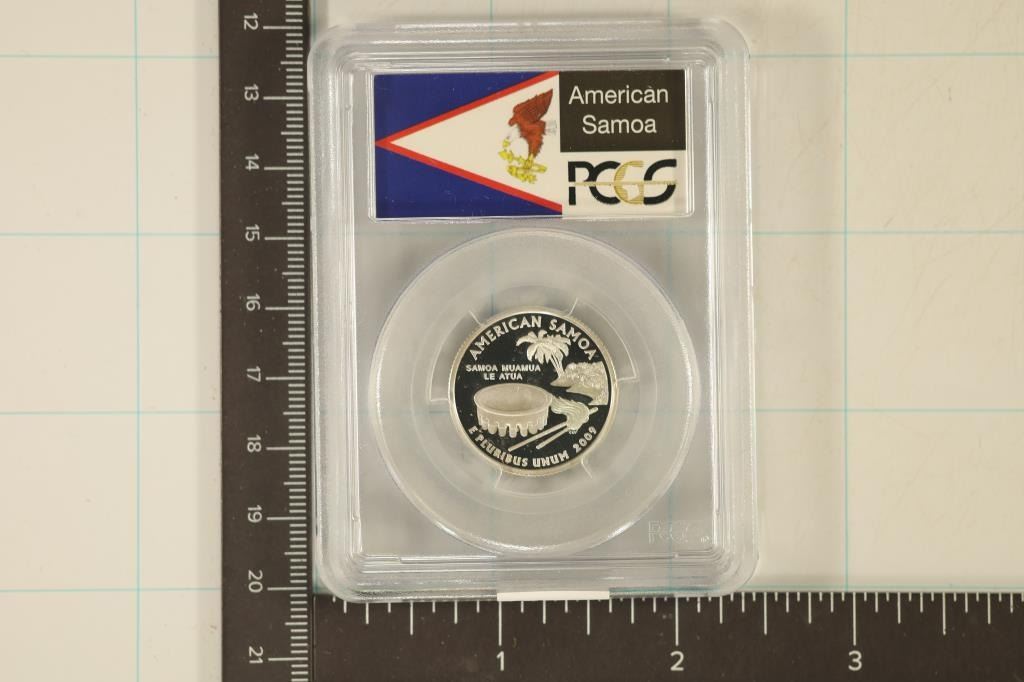 American
Samoa
PCGS
AMERICAN SAMOA
SAMOA MUAMUA
LE ATUA
E PLURIBUS UNUM 2009
PCGS
12
13
14
15
16
17
18
19
20
21
1
2
3